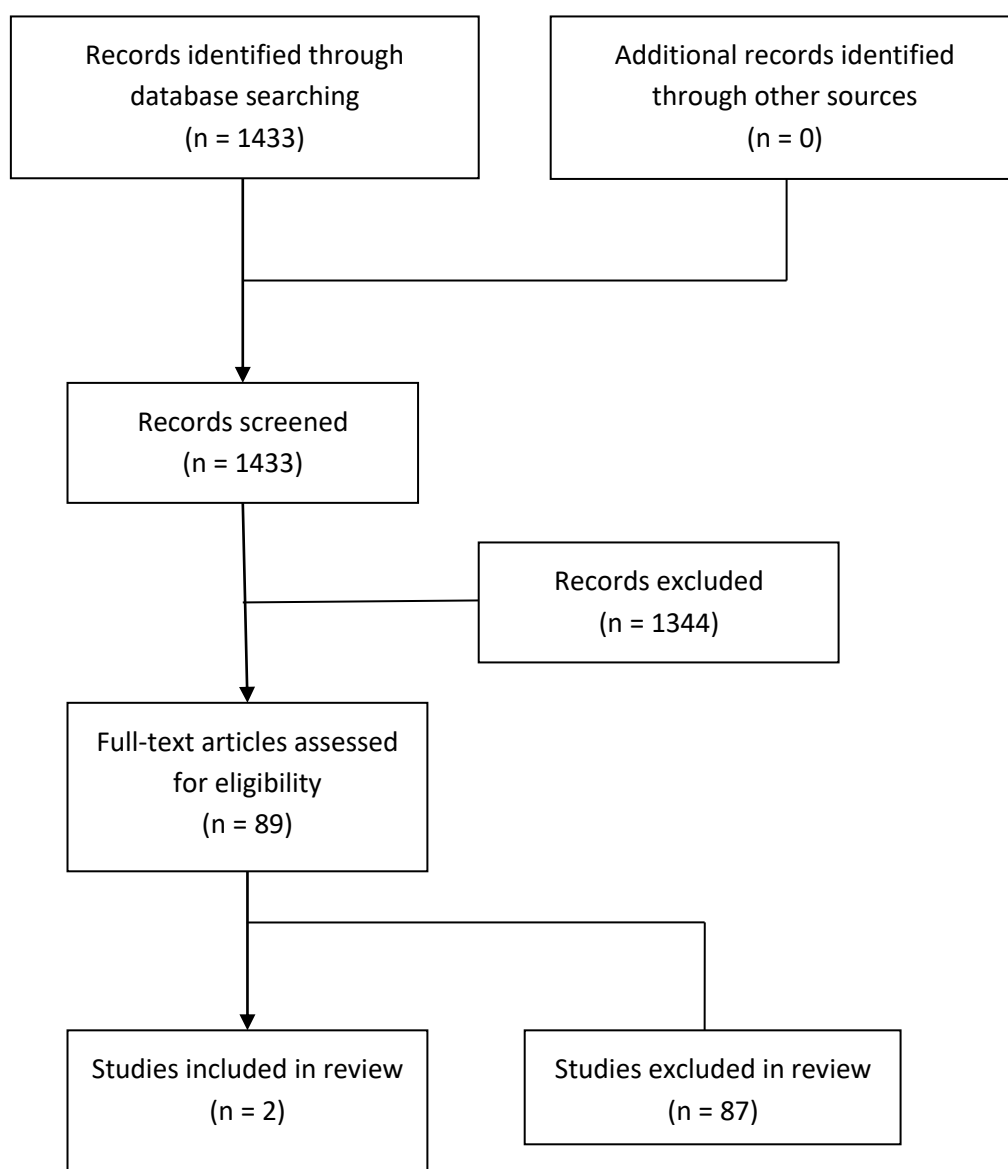 Records identified through
database searching
(n = 1433)
Additional records identified
through other sources
(n = 0)
Records screened
(n = 1433)
Records excluded
(n = 1344)
Full-text articles assessed
for eligibility
(n = 89)
Studies included in review
(n = 2)
Studies excluded in review
(n = 87)